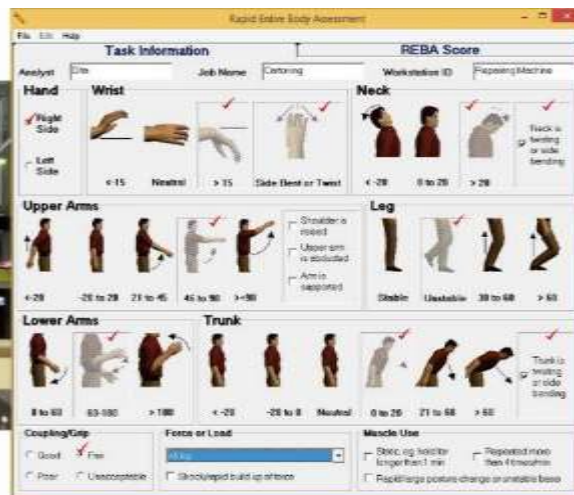 Rapid Entire Body Assessment
File Edit Help
Task Information REBA Score
Analyst Job Name Cartoning Workstation ID Repearing Machine
Hand Wrist Neck
Right Side
Left Side
Neck is twisting or side bending
<-15 Neutral >15 Side Bent or Twist <-20 0 to 20 >20
Upper Arms Leg
Shoulder is raised
Upper arm is abducted
Arm is supported
<-20 -20 to 20 21 to 45 46 to 90 >=90 Stable Unstable 30 to 60 >60
Lower Arms Trunk
Trunk is twisting or side bending
0 to 60 60-100 >100 <-20 -20 to 0 Neutral 0 to 20 21 to 60 >60
Coupling/Grip Force or Load Muscle Use
Good Fair
Poor Unacceptable
Shock/rapid build up of force
Static, eg. held for longer than 1 min
Repeated more than 4 times/min
Rapid large posture change or unstable base